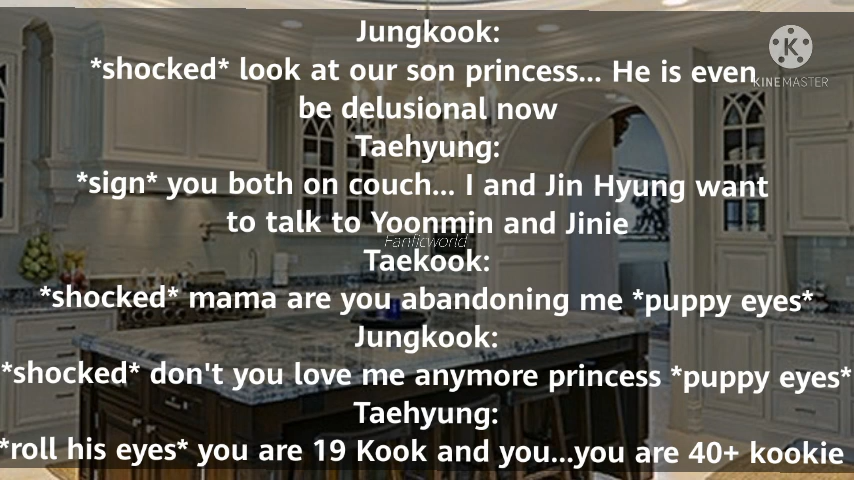 Jungkook:
*shocked* look at our son princess... He is even
be delusional now
Taehyung:
*sign* you both on couch... I and Jin Hyung want
to talk to Yoonmin and Jinie
Fanficworld
Taekook:
*shocked* mama are you abandoning me *puppy eyes*
Jungkook:
*shocked* don't you love me anymore princess *puppy eyes*
Taehyung:
*roll his eyes* you are 19 Kook and you...you are 40+ kookie
K
KINEMASTER